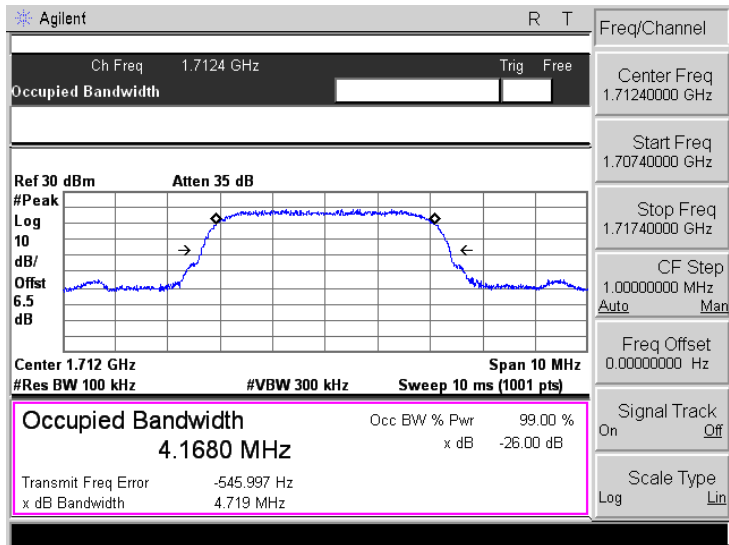 Agilent R T
Ch Freq 1.7124 GHz Trig Free
Occupied Bandwidth
Ref 30 dBm Atten 35 dB
#Peak
Log
10
dB/
Offst
6.5
dB
Center 1.712 GHz Span 10 MHz
#Res BW 100 kHz #VBW 300 kHz Sweep 10 ms (1001 pts)
Occupied Bandwidth
4.1680 MHz
Occ BW % Pwr 99.00 %
x dB -26.00 dB
Transmit Freq Error -545.997 Hz
x dB Bandwidth 4.719 MHz
Freq/Channel
Center Freq
1.71240000 GHz
Start Freq
1.70740000 GHz
Stop Freq
1.71740000 GHz
CF Step
1.00000000 MHz
Auto Man
Freq Offset
0.00000000 Hz
Signal Track
On Off
Scale Type
Log Lin